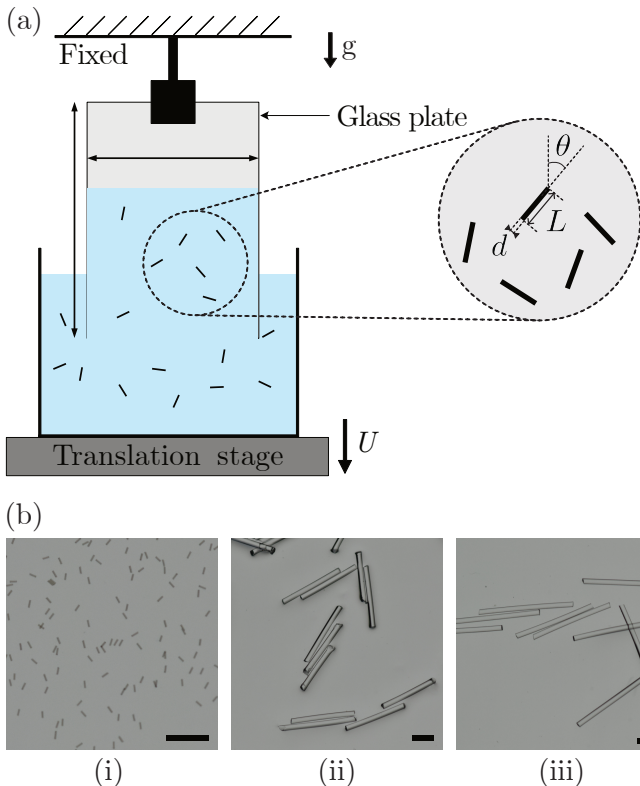 (a)
Fixed
g
Glass plate
θ
L
d
U
Translation stage
(b)
(i)
(ii)
(iii)